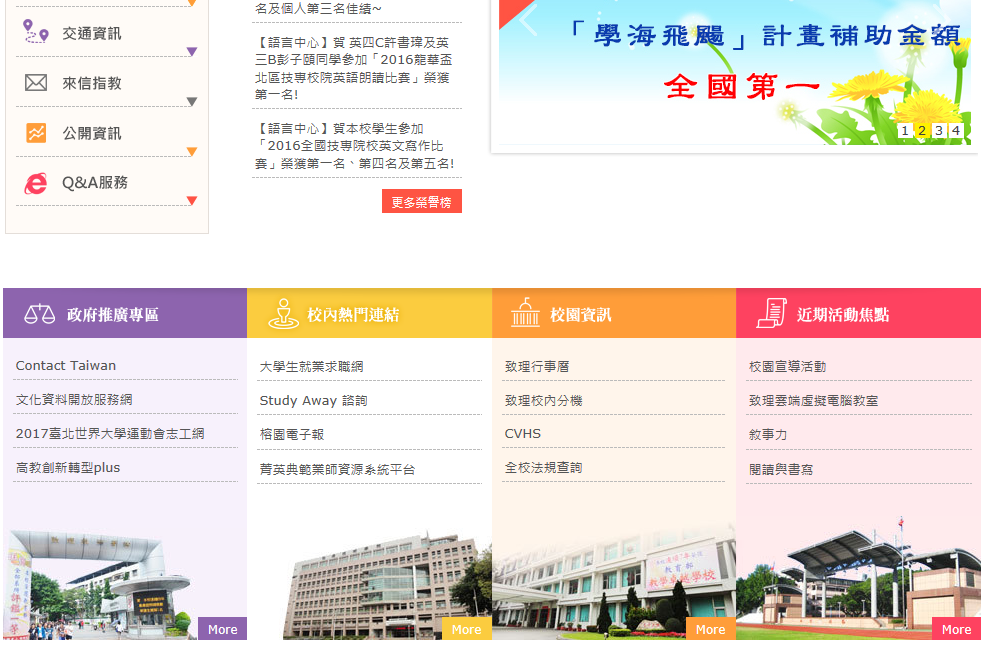 交通資訊
來信指教
公開資訊
Q&A服務
名及個人第三名佳績~
【語言中心】賀 英四C許書瑋及英
三B彭子頤同學參加「2016龍華盃
北區技專校院英語朗讀比賽」榮獲
第一名!
【語言中心】賀本校學生參加
「2016全國技專院校英文寫作比
賽」榮獲第一名、第四名及第五名!
更多榮譽榜
「學海飛颺」計畫補助金額
全國第一
1 2 3 4
政府推廣專區
Contact Taiwan
文化資料開放服務網
2017臺北世界大學運動會志工網
高教創新轉型plus
More
校內熱門連結
大學生就業求職網
Study Away 諮詢
榕園電子報
菁英典範業師資源系統平台
More
校園資訊
致理行事曆
致理校內分機
CVHS
全校法規查詢
教育部
教學卓越學校
More
近期活動焦點
校園宣導活動
致理雲端虛擬電腦教室
敘事力
閱讀與書寫
More